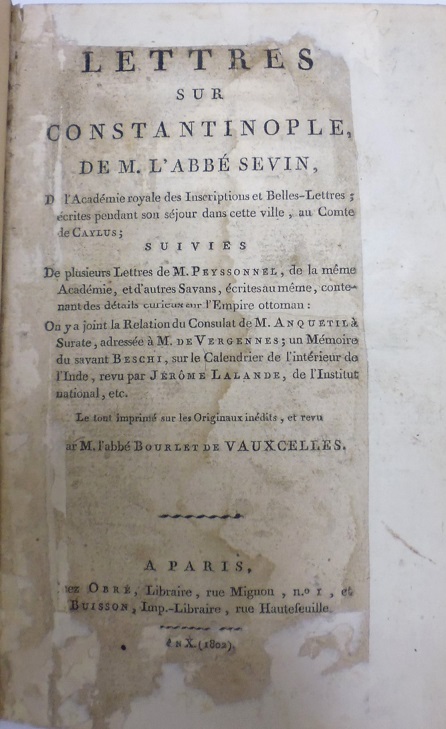 LETTRES
SUR
CONSTANTINOPLE,
DE M. L'ABBÉ SEVIN,
D l'Académie royale des Inscriptions et Belles-Lettres ;
écrites pendant son séjour dans cette ville , au Comte
de CAYLUS ;
SUIVIES
De plusieurs Lettres de M. PEYSSONNEL, de la même
Académie, et d'autres Savans, écrites au même, conte-
nant des détails curieux sur l'Empire ottoman :
On y a joint la Relation du Consulat de M. ANQUETIL à
Surate, adressée à M. DE VERGENNES ; un Mémoire
du savant BESCHI, sur le Calendrier de l'intérieur de
l'Inde, revu par JÉRÔME LALANDE, de l'Institut
national, etc.
Le tout imprimé sur les Originaux inédits , et revu
ar M. l'abbé BOURLET DE VAUXCELLES.
A PARIS,
ez OBRÉ, Libraire, rue Mignon , n.º 1 , et
BUISSON, Imp.-Libraire, rue Hautefeuille.
AN X. (1802).